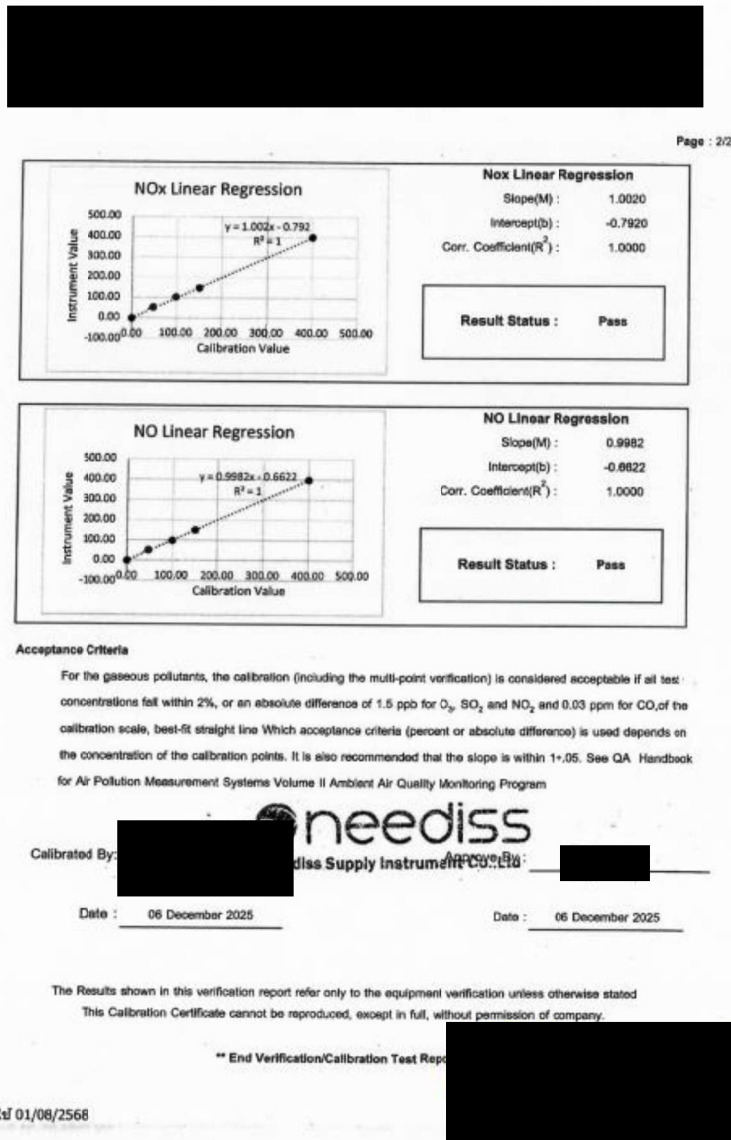 Page : 2/2
NOx Linear Regression
500.00
400.00
300.00
200.00
100.00
0.00
-100.00
0.00 100.00 200.00 300.00 400.00 500.00
Instrument Value
Calibration Value
y = 1.002x - 0.792
R² = 1
Nox Linear Regression
Slope(M) : 1.0020
Intercept(b) : -0.7920
Corr. Coefficient(R²) : 1.0000
Result Status : Pass
NO Linear Regression
500.00
400.00
300.00
200.00
100.00
0.00
-100.00
0.00 100.00 200.00 300.00 400.00 500.00
Instrument Value
Calibration Value
y = 0.9982x - 0.6622
R² = 1
NO Linear Regression
Slope(M) : 0.9982
Intercept(b) : -0.6622
Corr. Coefficient(R²) : 1.0000
Result Status : Pass
Acceptance Criteria
For the gaseous pollutants, the calibration (including the multi-point verification) is considered acceptable if all test
concentrations fall within 2%, or an absolute difference of 1.5 ppb for O₃, SO₂ and NO₂ and 0.03 ppm for CO,of the
calibration scale, best-fit straight line Which acceptance criteria (percent or absolute difference) is used depends on
the concentration of the calibration points. It is also recommended that the slope is within 1+.05. See QA Handbook
for Air Pollution Measurement Systems Volume II Ambient Air Quality Monitoring Program
neediss
Calibrated By:
diss Supply Instrument Co.,Ltd
Approve By :
Date : 06 December 2025
Date : 06 December 2025
The Results shown in this verification report refer only to the equipment verification unless otherwise stated
This Calibration Certificate cannot be reproduced, except in full, without permission of company.
** End Verification/Calibration Test Repo
01/08/2568